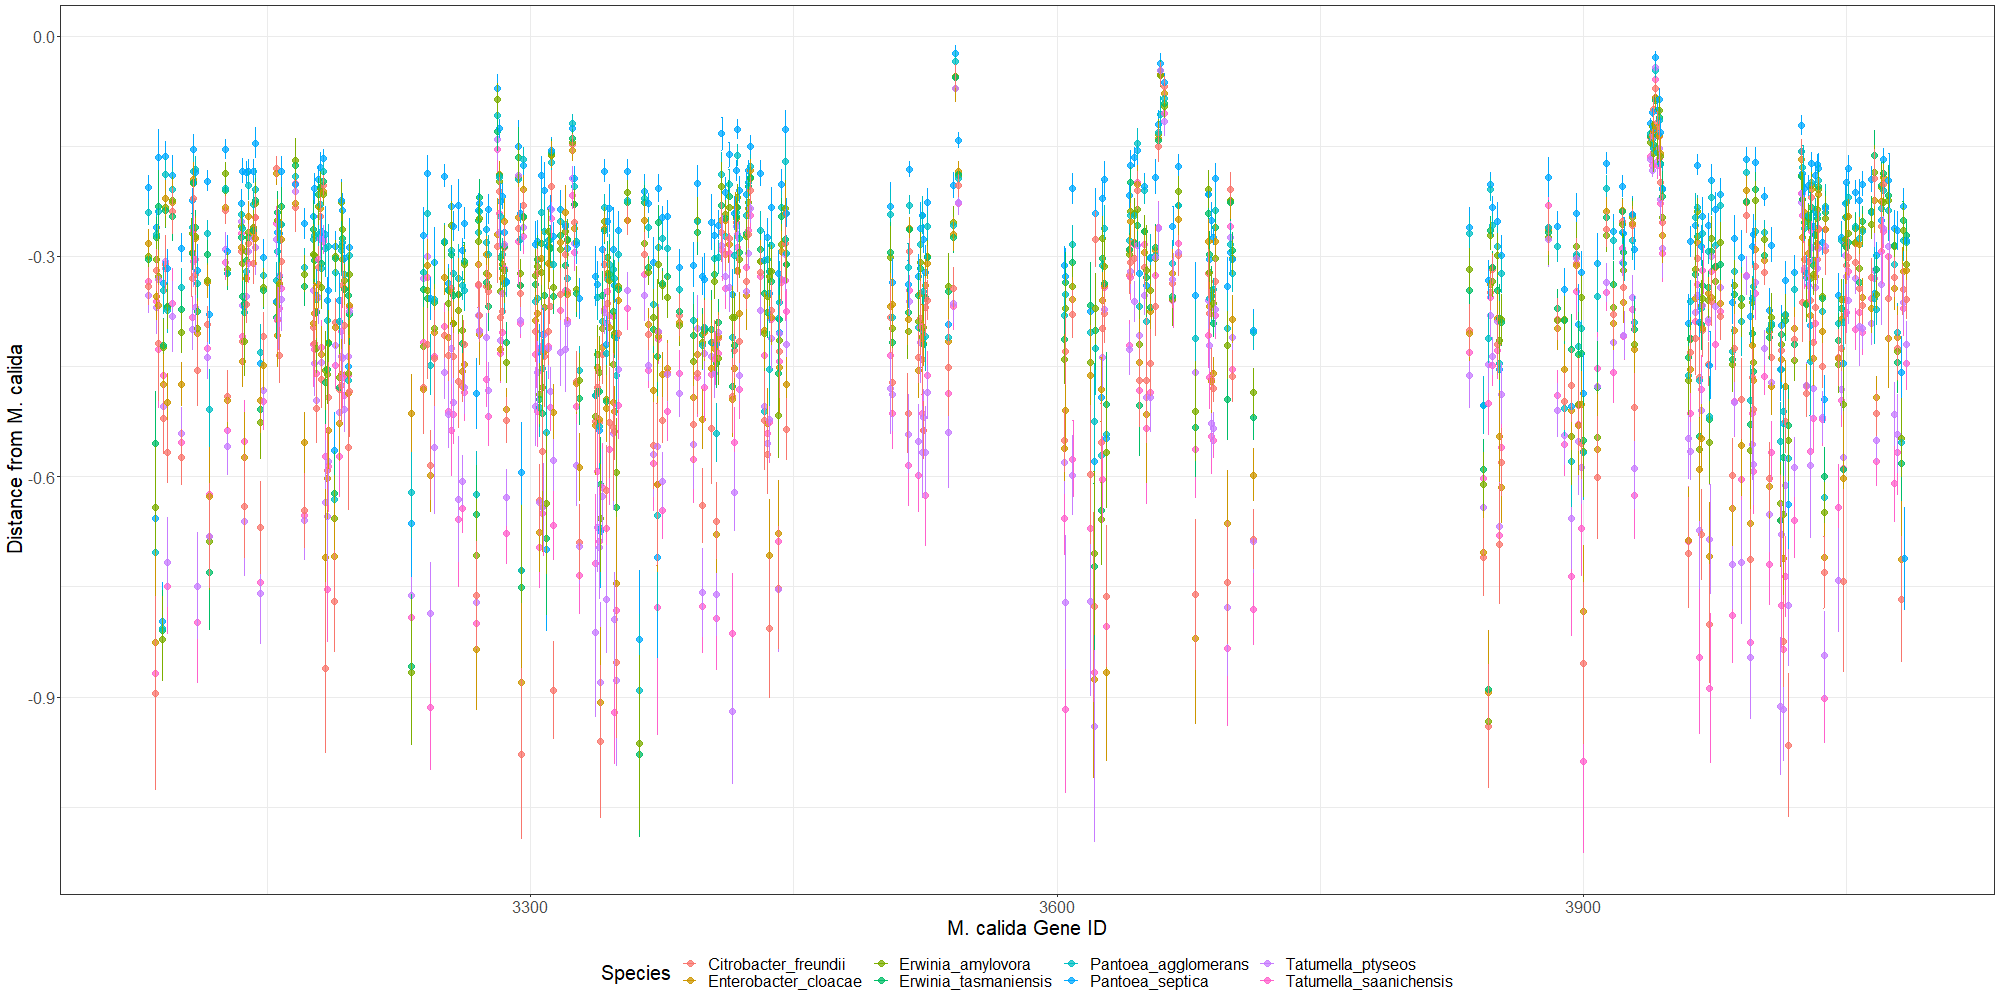 0.0
-0.3
-0.6
-0.9
Distance from M. calida
3300 3600 3900
M. calida Gene ID
Species
Citrobacter_freundii Erwinia_amylovora Pantoea_agglomerans Tatumella_ptyseos
Enterobacter_cloacae Erwinia_tasmaniensis Pantoea_septica Tatumella_saanichensis